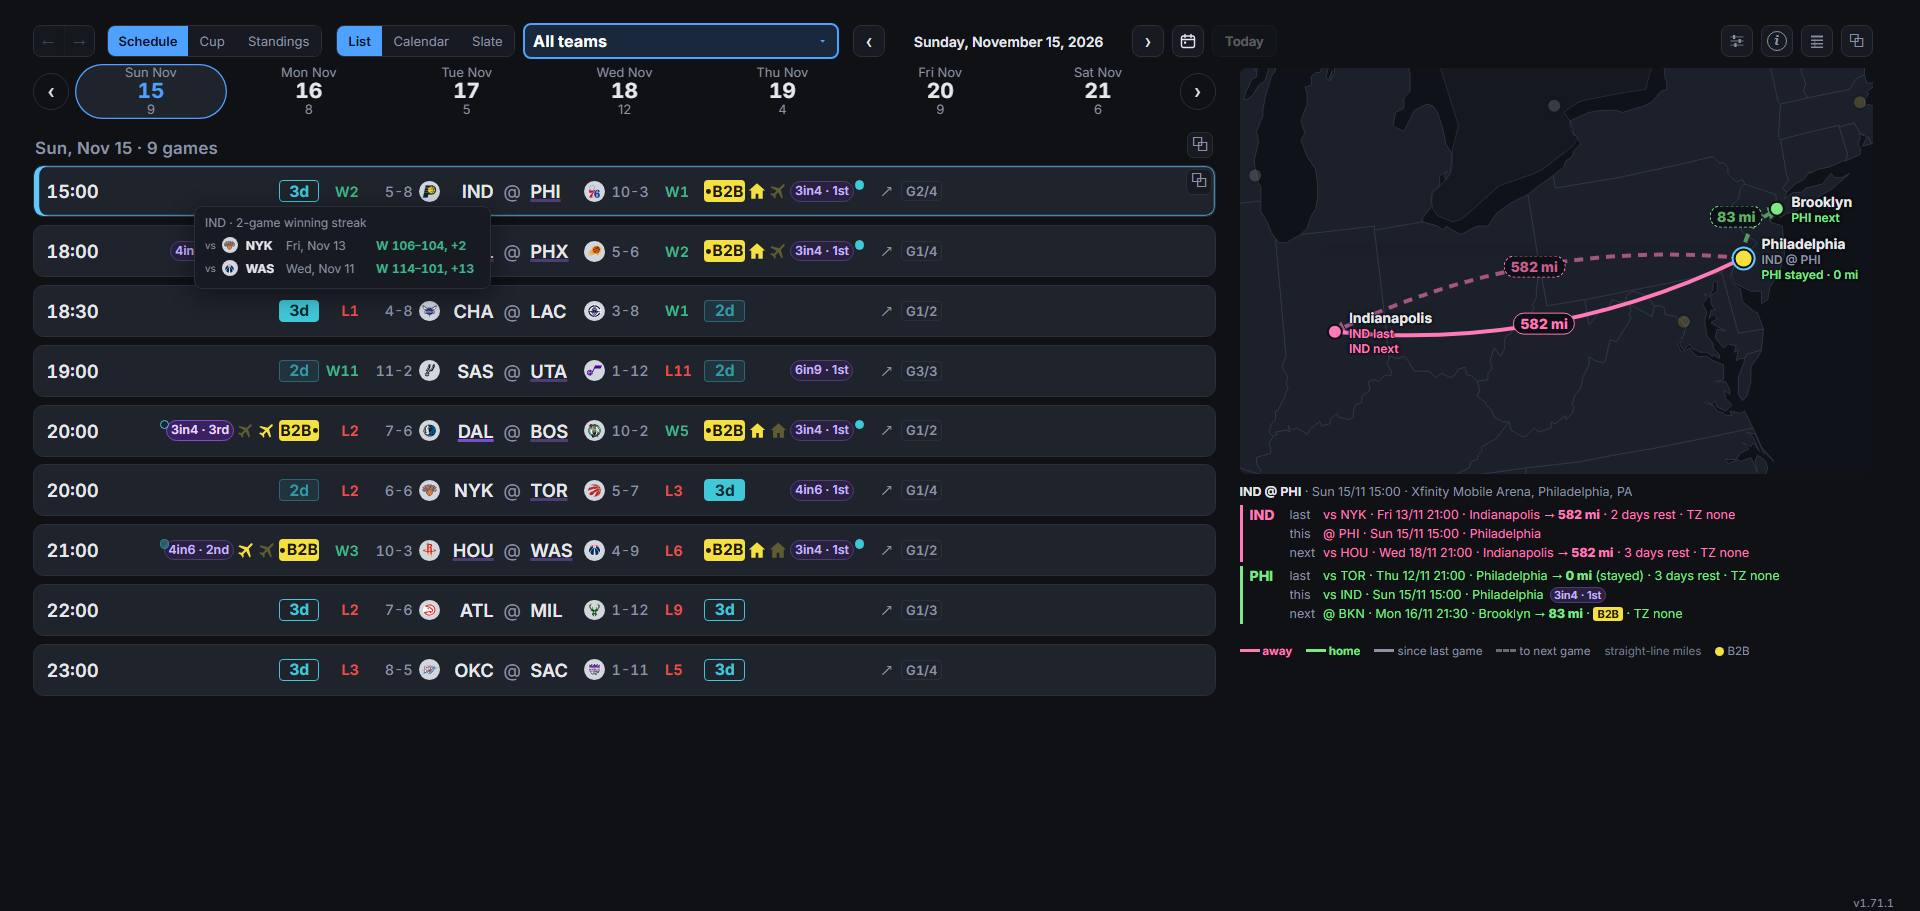 ← → Schedule Cup Standings List Calendar Slate All teams ‹ Sunday, November 15, 2026 › Today
‹ Sun Nov 15 9 Mon Nov 16 8 Tue Nov 17 5 Wed Nov 18 12 Thu Nov 19 4 Fri Nov 20 9 Sat Nov 21 6 ›
Sun, Nov 15 · 9 games
15:00 3d W2 5-8 IND @ PHI 10-3 W1 •B2B 3in4 · 1st ↗ G2/4
IND · 2-game winning streak
vs NYK Fri, Nov 13 W 106–104, +2
vs WAS Wed, Nov 11 W 114–101, +13
18:00 4in PHX 5-6 W2 •B2B 3in4 · 1st ↗ G1/4
18:30 3d L1 4-8 CHA @ LAC 3-8 W1 2d ↗ G1/2
19:00 2d W11 11-2 SAS @ UTA 1-12 L11 2d 6in9 · 1st ↗ G3/3
20:00 3in4 · 3rd B2B• L2 7-6 DAL @ BOS 10-2 W5 •B2B 3in4 · 1st ↗ G1/2
20:00 2d L2 6-6 NYK @ TOR 5-7 L3 3d 4in6 · 1st ↗ G1/4
21:00 4in6 · 2nd •B2B W3 10-3 HOU @ WAS 4-9 L6 •B2B 3in4 · 1st ↗ G1/2
22:00 3d L2 7-6 ATL @ MIL 1-12 L9 3d ↗ G1/3
23:00 3d L3 8-5 OKC @ SAC 1-11 L5 3d ↗ G1/4
Brooklyn
PHI next
83 mi
Philadelphia
IND @ PHI
PHI stayed · 0 mi
582 mi
582 mi
Indianapolis
IND last
IND next
IND @ PHI · Sun 15/11 15:00 · Xfinity Mobile Arena, Philadelphia, PA
IND last vs NYK · Fri 13/11 21:00 · Indianapolis → 582 mi · 2 days rest · TZ none
this @ PHI · Sun 15/11 15:00 · Philadelphia
next vs HOU · Wed 18/11 21:00 · Indianapolis → 582 mi · 3 days rest · TZ none
PHI last vs TOR · Thu 12/11 21:00 · Philadelphia → 0 mi (stayed) · 3 days rest · TZ none
this vs IND · Sun 15/11 15:00 · Philadelphia 3in4 · 1st
next @ BKN · Mon 16/11 21:30 · Brooklyn → 83 mi · B2B · TZ none
away home since last game to next game straight-line miles B2B
v1.71.1